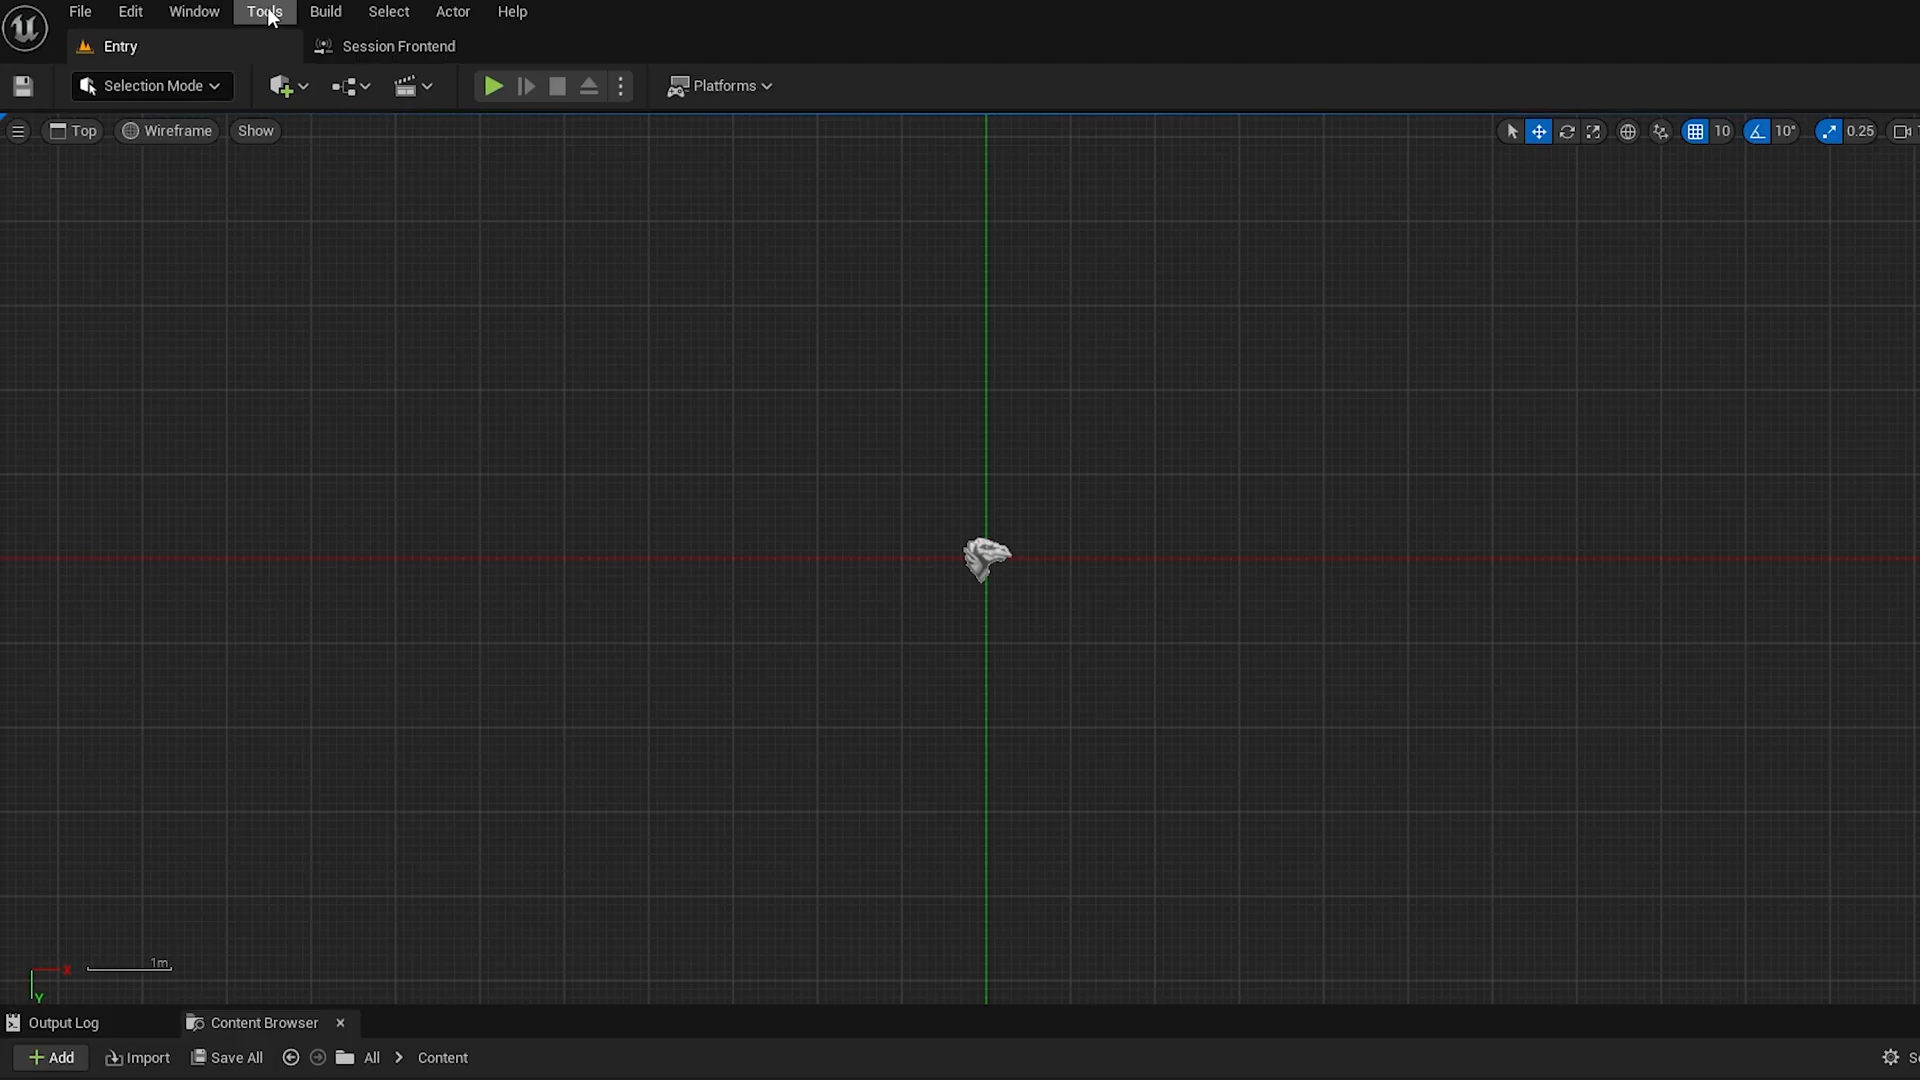 File Edit Window Tools Build Select Actor Help
Entry Session Frontend
Selection Mode Platforms
Top Wireframe Show 10 10° 0.25
1m
X
Y
Output Log Content Browser
Add Import Save All All Content